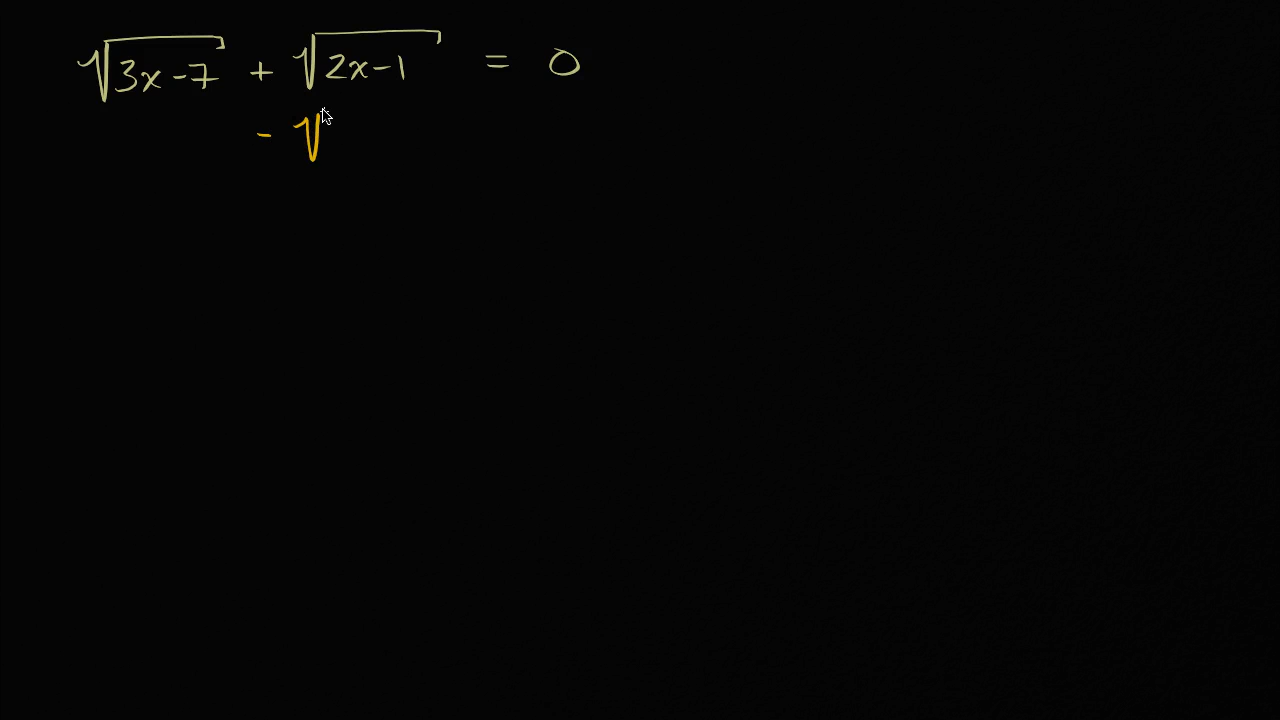 √(3x-7) + √(2x-1) = 0
- √